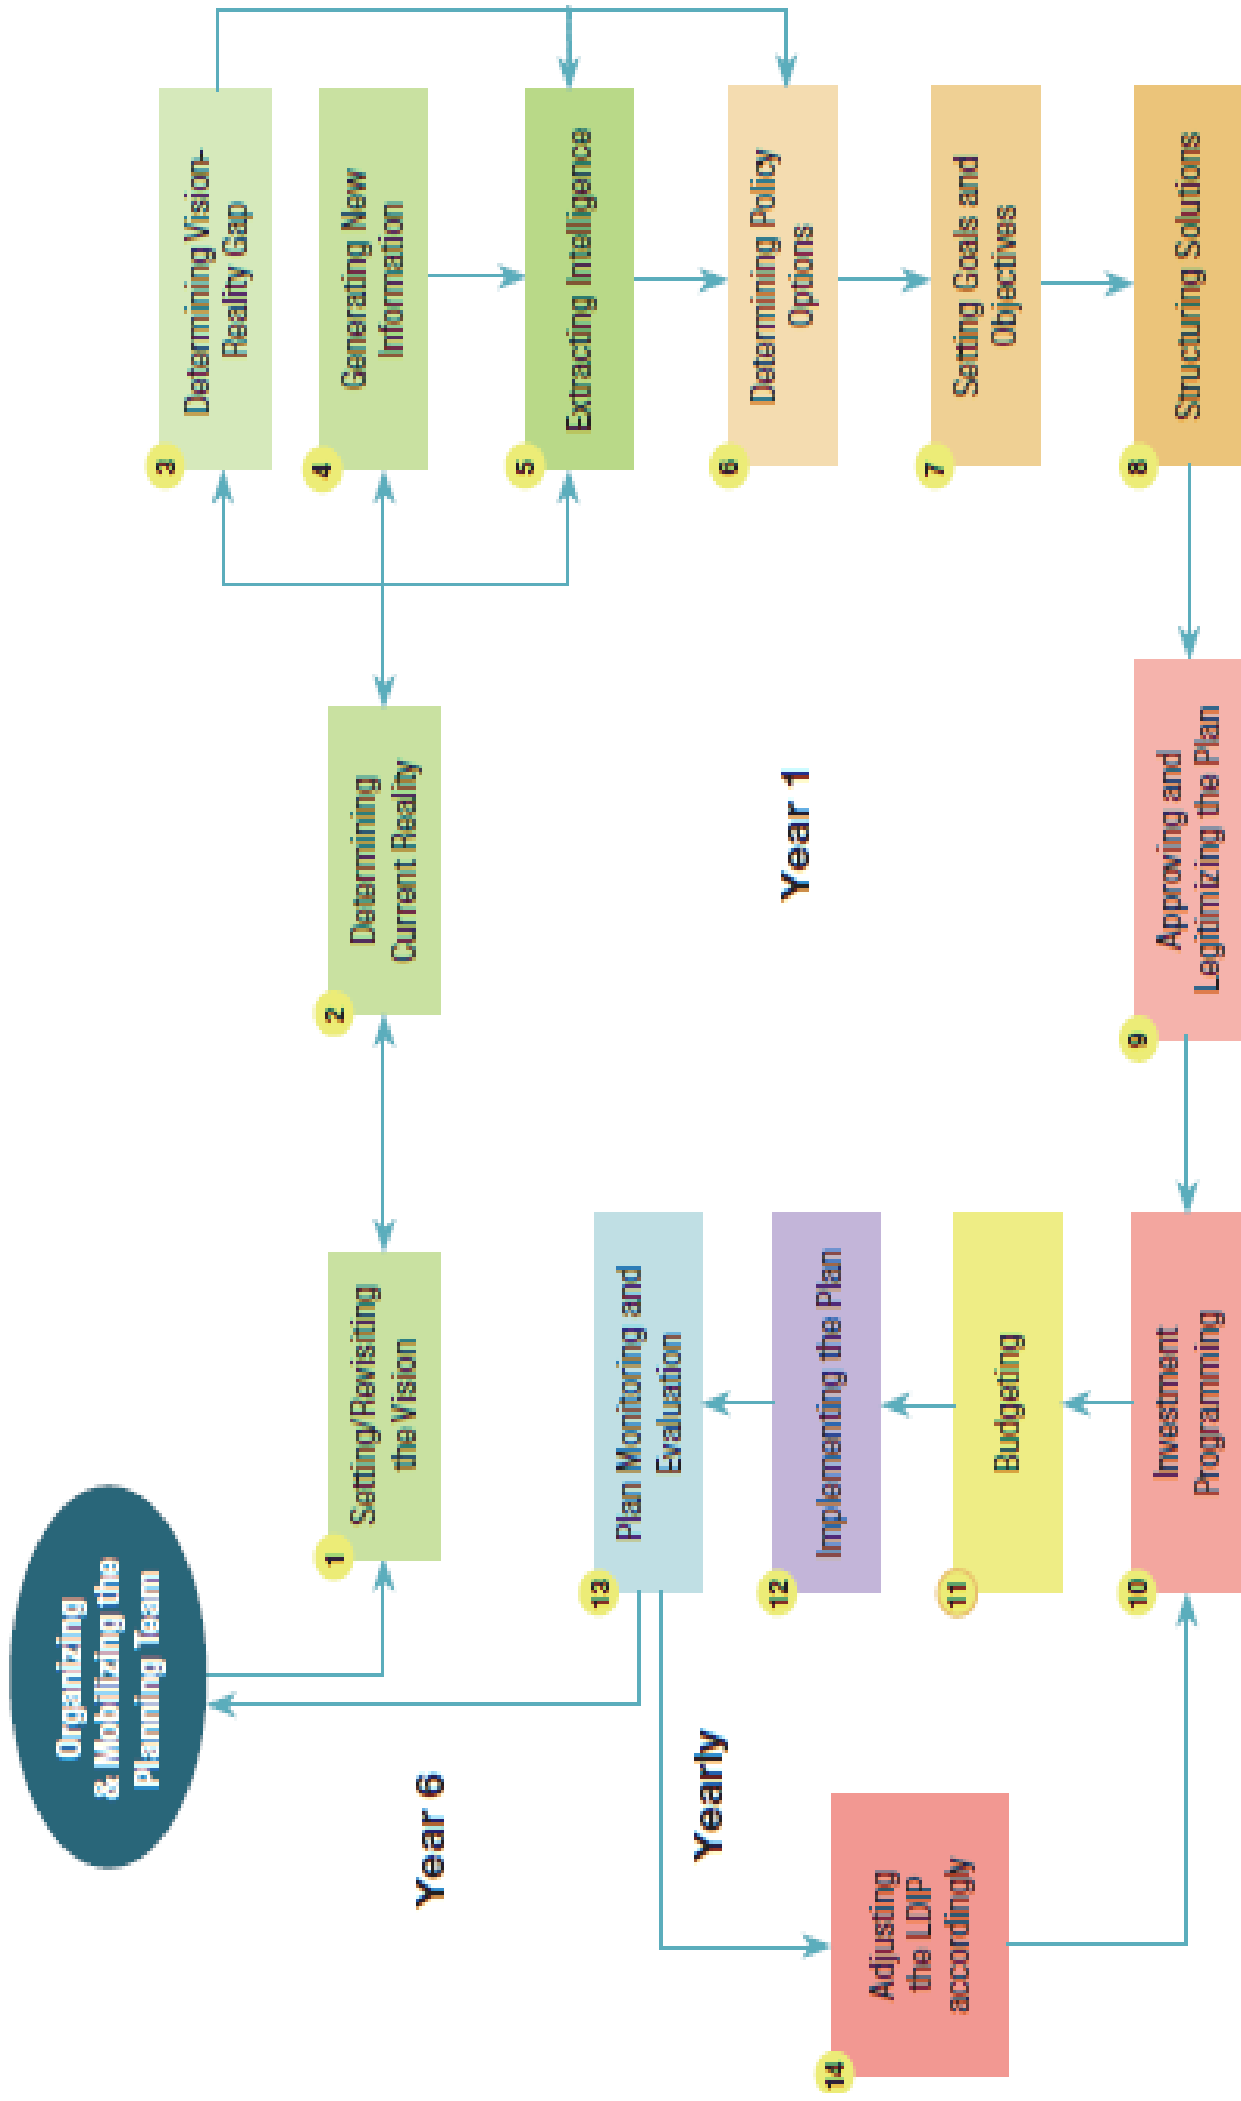 Organizing
& Mobilizing the
Planning Team
1
Setting/Revisiting
the Vision
2
Determining
Current Reality
3
Determining Vision-
Reality Gap
4
Generating New
Information
5
Extracting Intelligence
6
Determining Policy
Options
7
Setting Goals and
Objectives
8
Structuring Solutions
9
Approving and
Legitimizing the Plan
10
Investment
Programming
11
Budgeting
12
Implementing the Plan
13
Plan Monitoring and
Evaluation
14
Adjusting
the LDIP
accordingly
Year 6
Yearly
Year 1